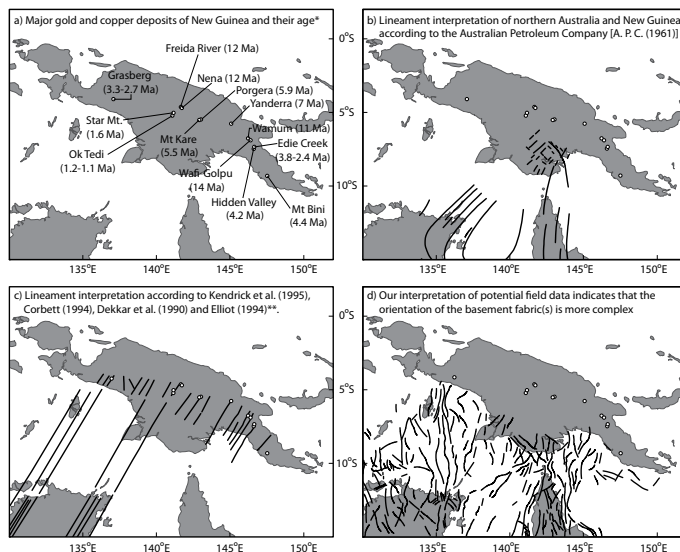 a) Major gold and copper deposits of New Guinea and their age*
Freida River (12 Ma)
Grasberg
(3.3-2.7 Ma)
Nena (12 Ma)
Porgera (5.9 Ma)
Yanderra (7 Ma)
Star Mt.
(1.6 Ma)
Wamum (11 Ma)
Mt Kare
(5.5 Ma)
Edie Creek
(3.8-2.4 Ma)
Ok Tedi
(1.2-1.1 Ma)
Wafi-Golpu
(14 Ma)
Hidden Valley
(4.2 Ma)
Mt Bini
(4.4 Ma)
135°E 140°E 145°E 150°E
b) Lineament interpretation of northern Australia and New Guinea
according to the Australian Petroleum Company [A. P. C. (1961)]
0°S
5°S
10°S
135°E 140°E 145°E 150°E
c) Lineament interpretation according to Kendrick et al. (1995),
Corbett (1994), Dekkar et al. (1990) and Elliot (1994)**.
135°E 140°E 145°E 150°E
d) Our interpretation of potential field data indicates that the
orientation of the basement fabric(s) is more complex
0°S
5°S
10°S
135°E 140°E 145°E 150°E